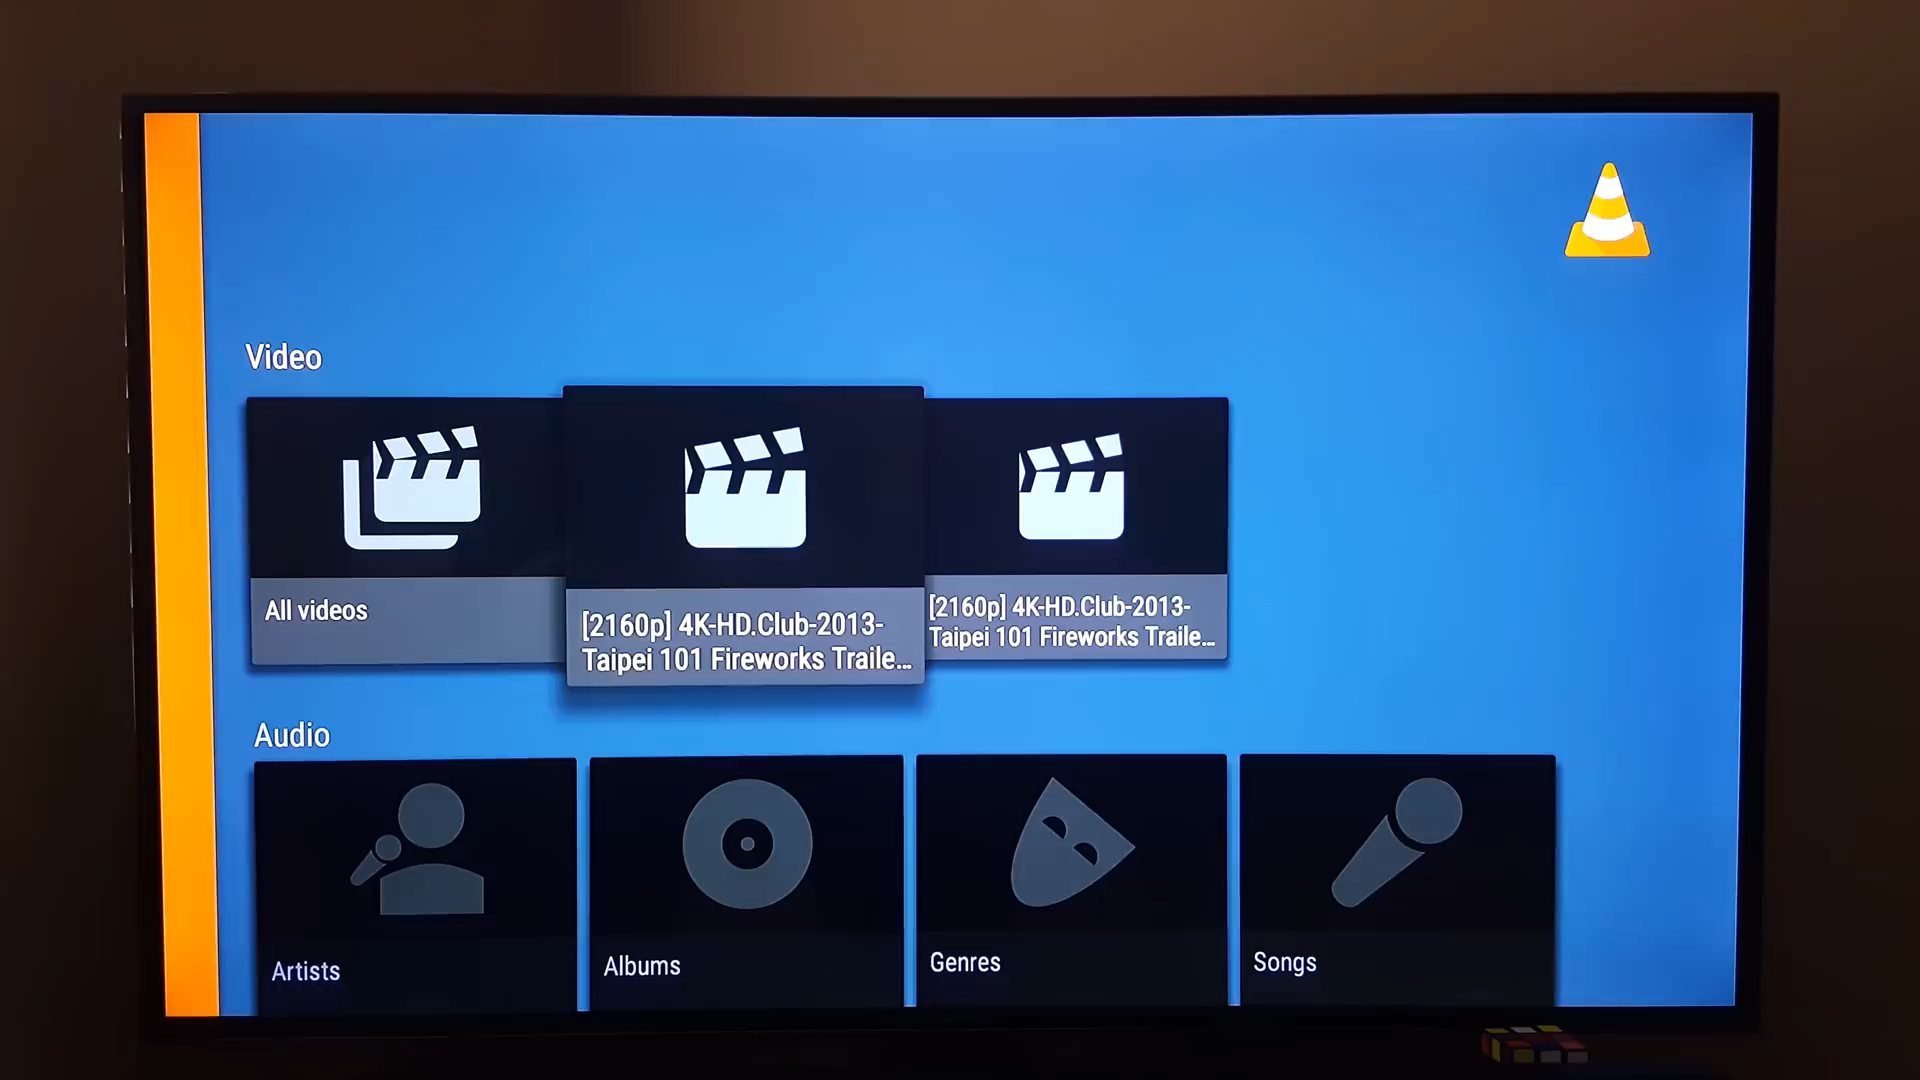 Video
All videos
[2160p] 4K-HD.Club-2013-
Taipei 101 Fireworks Traile...
[2160p] 4K-HD.Club-2013-
Taipei 101 Fireworks Traile...
Audio
Artists
Albums
Genres
Songs